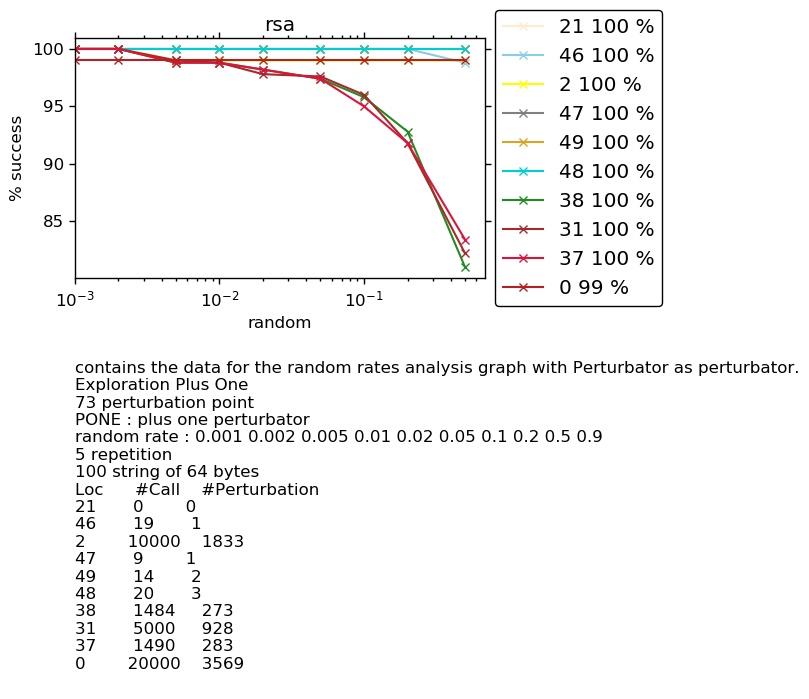 rsa
100
95
90
85
% success
10^-3
10^-2
10^-1
random
21 100 %
46 100 %
2 100 %
47 100 %
49 100 %
48 100 %
38 100 %
31 100 %
37 100 %
0 99 %
contains the data for the random rates analysis graph with Perturbator as perturbator.
Exploration Plus One
73 perturbation point
PONE : plus one perturbator
random rate : 0.001 0.002 0.005 0.01 0.02 0.05 0.1 0.2 0.5 0.9
5 repetition
100 string of 64 bytes
Loc #Call #Perturbation
21 0 0
46 19 1
2 10000 1833
47 9 1
49 14 2
48 20 3
38 1484 273
31 5000 928
37 1490 283
0 20000 3569